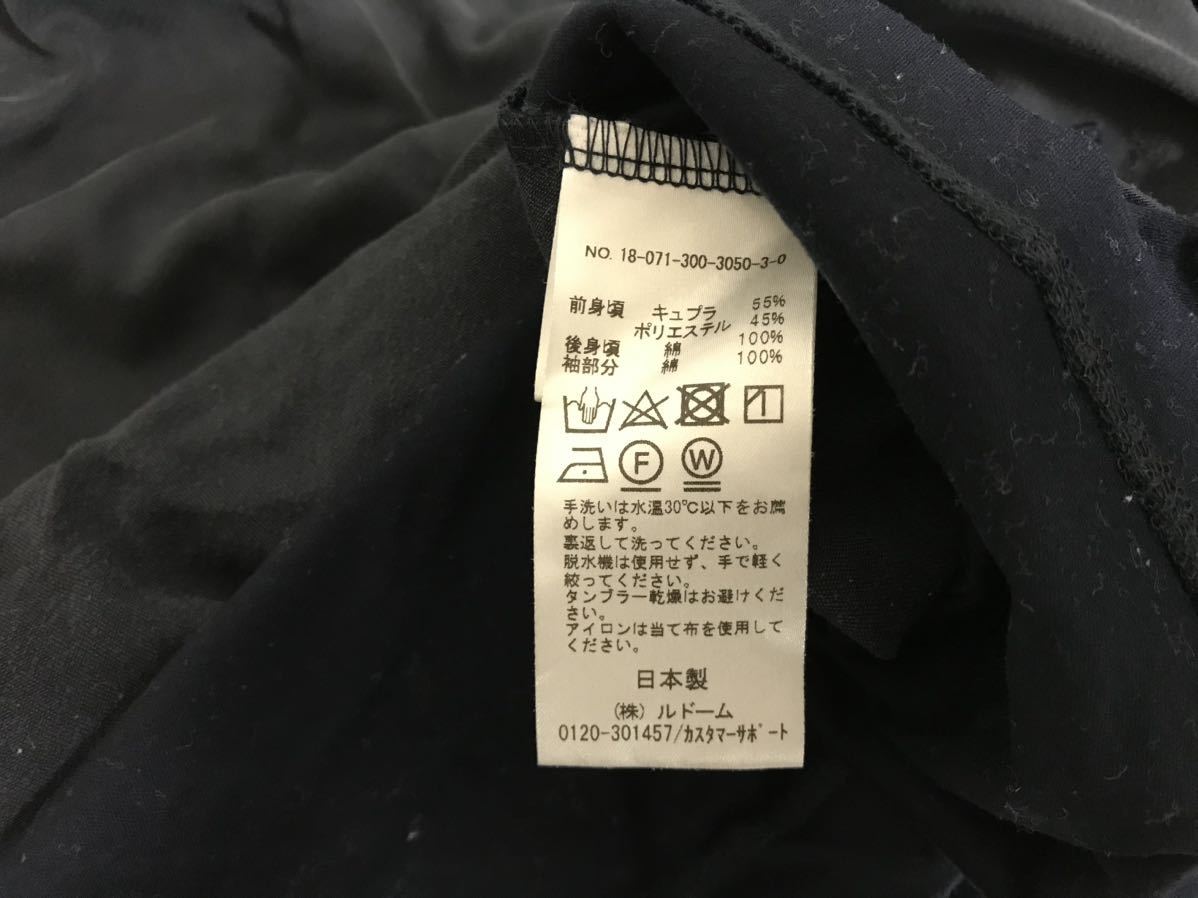 NO. 18-071-300-3050-3-0
前身頃 キュプラ 55%
ポリエステル 45%
後身頃 綿 100%
袖部分 綿 100%
F W
手洗いは水温30℃以下をお薦
めします。
裏返して洗ってください。
脱水機は使用せず、手で軽く
絞ってください。
タンブラー乾燥はお避けくだ
さい。
アイロンは当て布を使用して
ください。
日本製
(株) ルドーム
0120-301457/カスタマーサポート